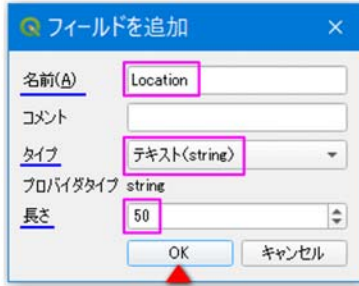 フィールドを追加
名前(A) Location
コメント
タイプ テキスト(string)
プロバイダタイプ string
長さ 50
OK キャンセル